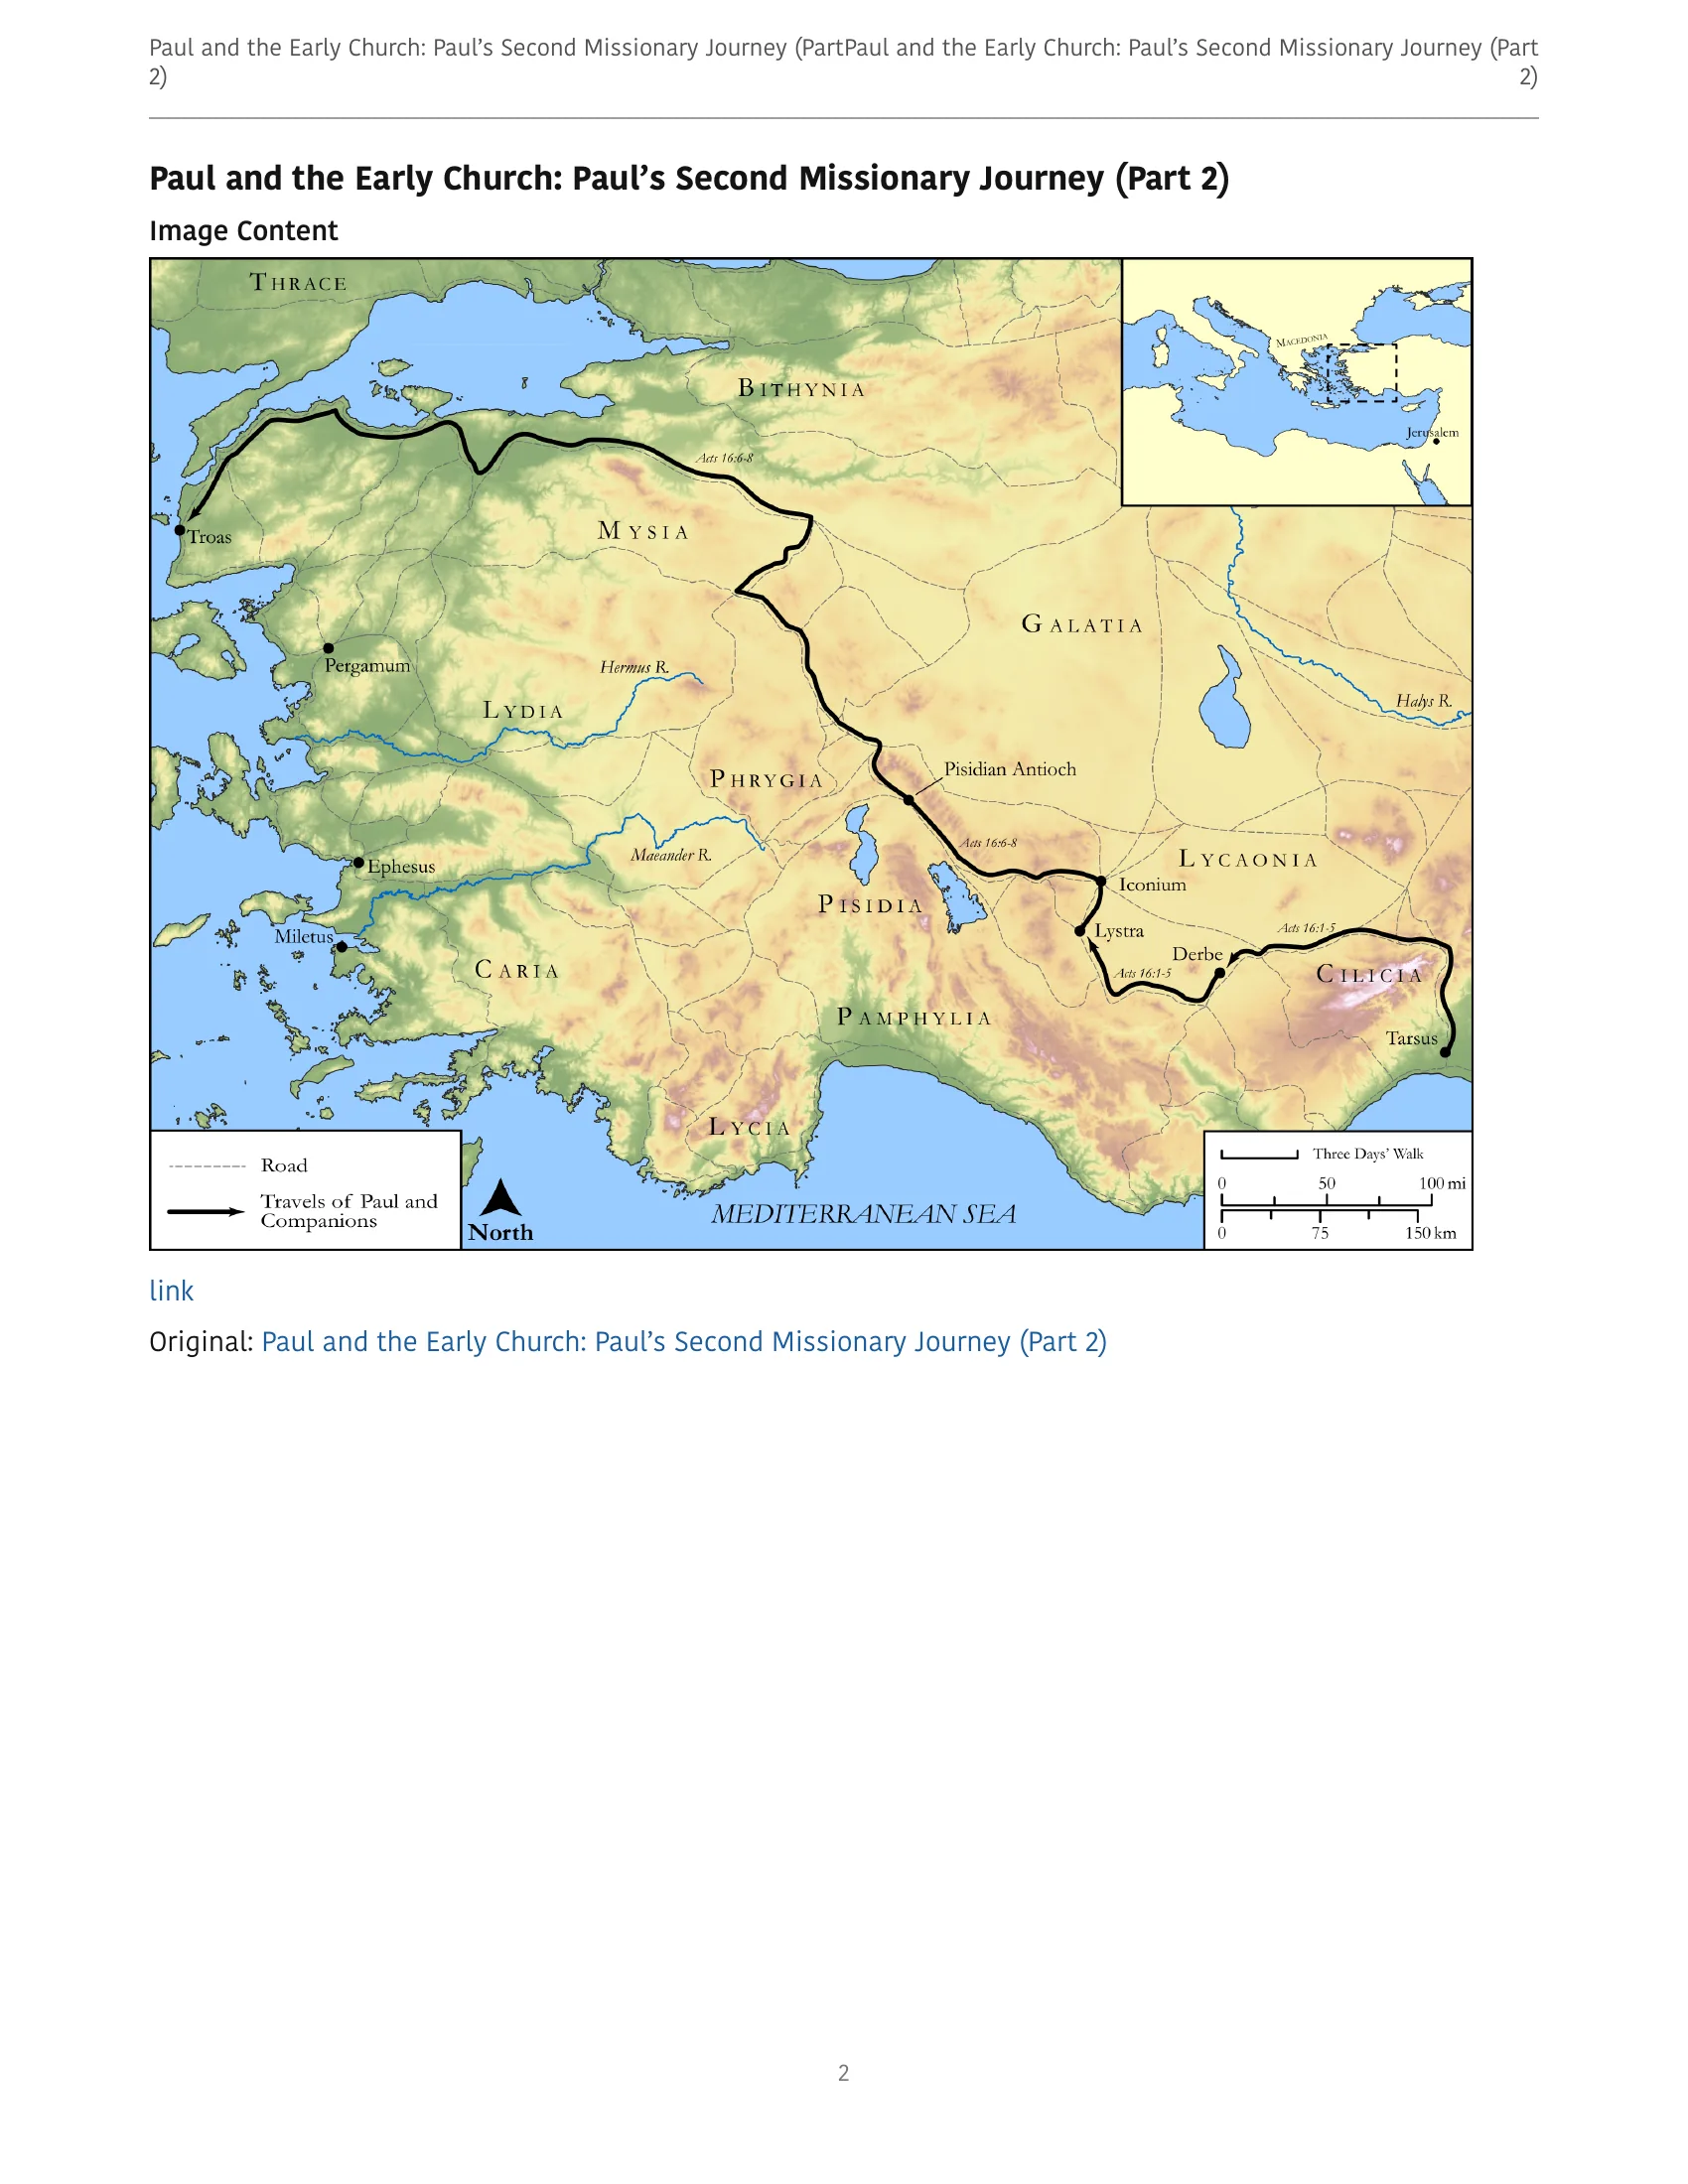 Paul and the Early Church: Paul’s Second Missionary Journey (PartPaul and the Early Church: Paul’s Second Missionary Journey (Part
2) 2)
Paul and the Early Church: Paul’s Second Missionary Journey (Part 2)
Image Content
THRACE
MACEDONIA
BITHYNIA
Jerusalem
Acts 16:6-8
MYSIA
Troas
GALATIA
Pergamum
Hermus R.
Halys R.
LYDIA
PHRYGIA
Pisidian Antioch
Acts 16:6-8
Maeander R.
LYCAONIA
Ephesus
Iconium
PISIDIA
Lystra
Acts 16:1-5
Miletus
Derbe
CARIA
Acts 16:1-5
CILICIA
PAMPHYLIA
Tarsus
LYCIA
Road
Travels of Paul and
Companions
North
MEDITERRANEAN SEA
Three Days’ Walk
0 50 100 mi
0 75 150 km
link
Original: Paul and the Early Church: Paul’s Second Missionary Journey (Part 2)
2